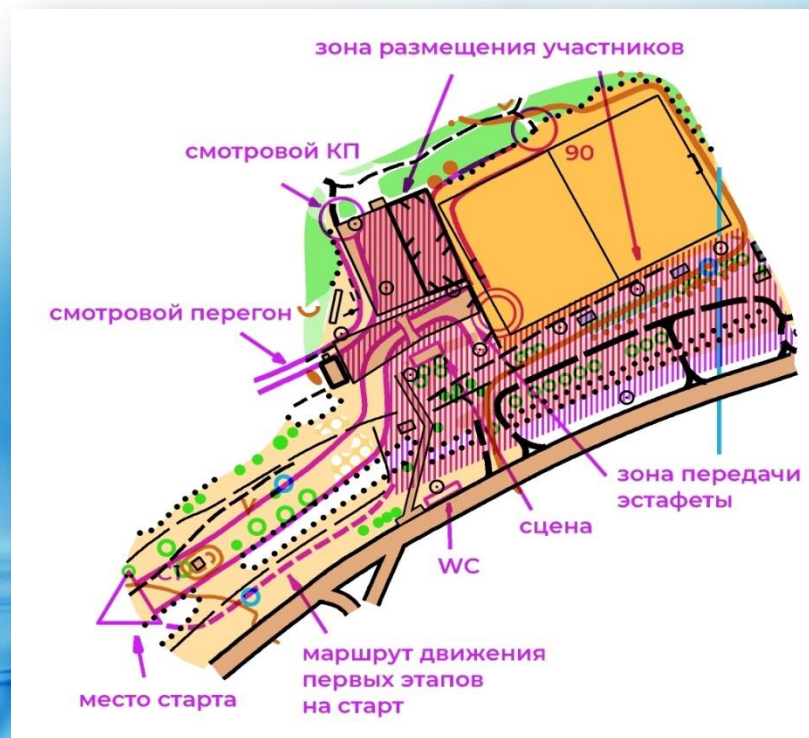 зона размещения участников
смотровой КП
90
смотровой перегон
зона передачи
эстафеты
сцена
WC
маршрут движения
первых этапов
на старт
место старта